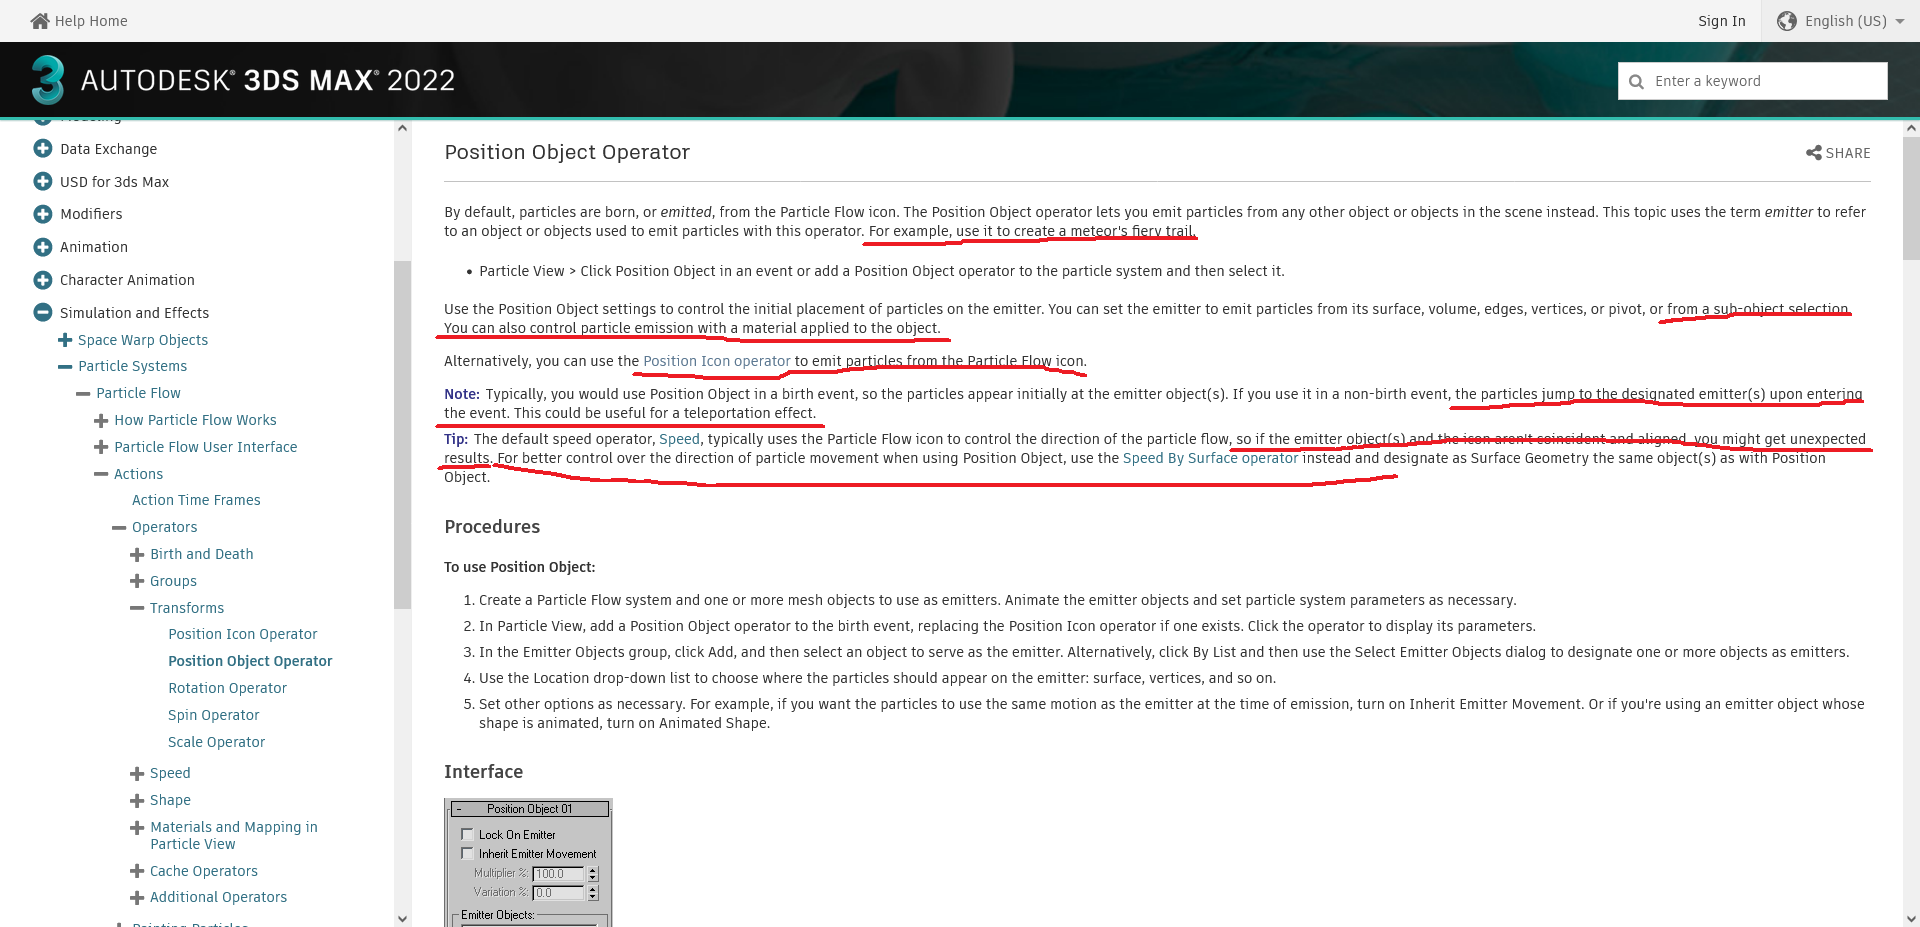 Help Home
Sign In
English (US)
AUTODESK® 3DS MAX® 2022
Enter a keyword
Modeling
Data Exchange
USD for 3ds Max
Modifiers
Animation
Character Animation
Simulation and Effects
Space Warp Objects
Particle Systems
Particle Flow
How Particle Flow Works
Particle Flow User Interface
Actions
Action Time Frames
Operators
Birth and Death
Groups
Transforms
Position Icon Operator
Position Object Operator
Rotation Operator
Spin Operator
Scale Operator
Speed
Shape
Materials and Mapping in
Particle View
Cache Operators
Additional Operators
Position Object Operator
SHARE
By default, particles are born, or emitted, from the Particle Flow icon. The Position Object operator lets you emit particles from any other object or objects in the scene instead. This topic uses the term emitter to refer
to an object or objects used to emit particles with this operator. For example, use it to create a meteor's fiery trail.
• Particle View > Click Position Object in an event or add a Position Object operator to the particle system and then select it.
Use the Position Object settings to control the initial placement of particles on the emitter. You can set the emitter to emit particles from its surface, volume, edges, vertices, or pivot, or from a sub-object selection.
You can also control particle emission with a material applied to the object.
Alternatively, you can use the Position Icon operator to emit particles from the Particle Flow icon.
Note: Typically, you would use Position Object in a birth event, so the particles appear initially at the emitter object(s). If you use it in a non-birth event, the particles jump to the designated emitter(s) upon entering
the event. This could be useful for a teleportation effect.
Tip: The default speed operator, Speed, typically uses the Particle Flow icon to control the direction of the particle flow, so if the emitter object(s) and the icon aren't coincident and aligned, you might get unexpected
results. For better control over the direction of particle movement when using Position Object, use the Speed By Surface operator instead and designate as Surface Geometry the same object(s) as with Position
Object.
Procedures
To use Position Object:
1. Create a Particle Flow system and one or more mesh objects to use as emitters. Animate the emitter objects and set particle system parameters as necessary.
2. In Particle View, add a Position Object operator to the birth event, replacing the Position Icon operator if one exists. Click the operator to display its parameters.
3. In the Emitter Objects group, click Add, and then select an object to serve as the emitter. Alternatively, click By List and then use the Select Emitter Objects dialog to designate one or more objects as emitters.
4. Use the Location drop-down list to choose where the particles should appear on the emitter: surface, vertices, and so on.
5. Set other options as necessary. For example, if you want the particles to use the same motion as the emitter at the time of emission, turn on Inherit Emitter Movement. Or if you're using an emitter object whose
shape is animated, turn on Animated Shape.
Interface
- Position Object 01
Lock On Emitter
Inherit Emitter Movement
Multiplier %: 100.0
Variation %: 0.0
Emitter Objects: